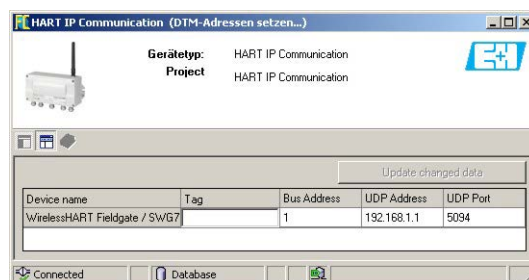 HART IP Communication (DTM-Adressen setzen...)
Gerätetyp: HART IP Communication
Project HART IP Communication
E+H
Update changed data
Device name Tag Bus Address UDP Address UDP Port
WirelessHART Fieldgate / SWG7 1 192.168.1.1 5094
Connected Database